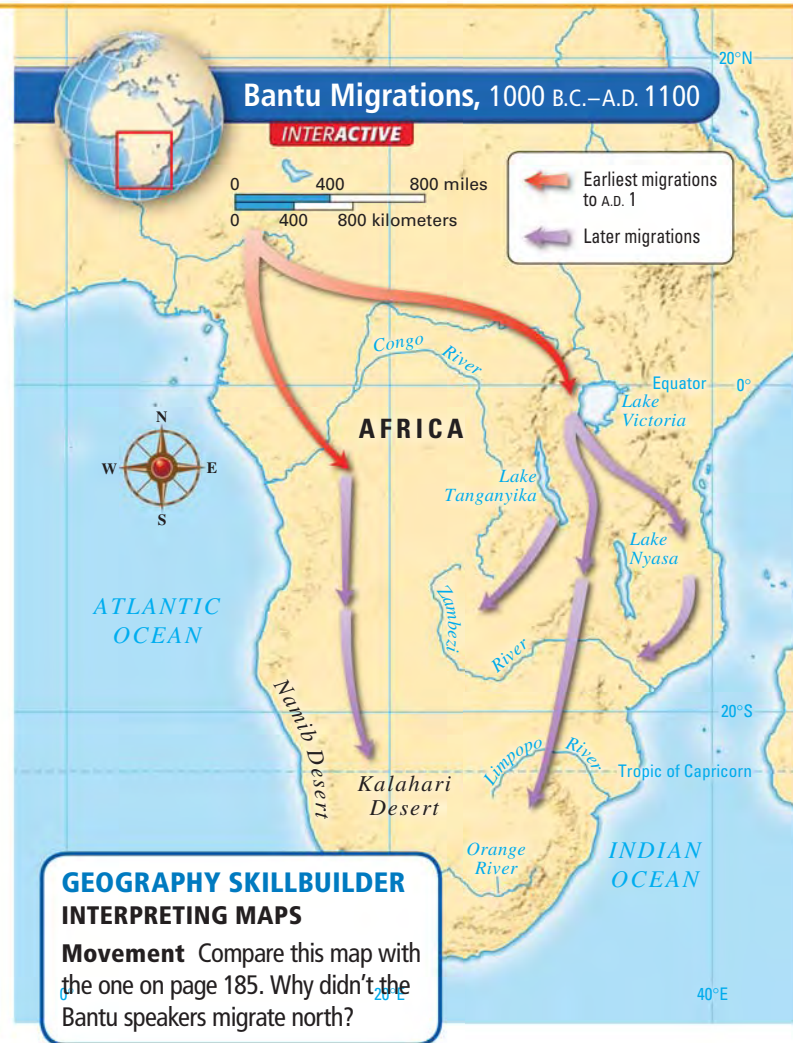 20°N
Bantu Migrations, 1000 B.C.–A.D. 1100
INTERACTIVE
0 400 800 miles
0 400 800 kilometers
Earliest migrations
to A.D. 1
Later migrations
Congo River
Equator 0°
Lake
Victoria
AFRICA
N
W E
S
Lake
Tanganyika
Lake
Nyasa
ATLANTIC
OCEAN
Zambezi
River
Namib Desert
20°S
Limpopo River
Tropic of Capricorn
Kalahari
Desert
Orange
River
INDIAN
OCEAN
GEOGRAPHY SKILLBUILDER
INTERPRETING MAPS
Movement Compare this map with
the one on page 185. Why didn't the
Bantu speakers migrate north?
0° 20°E 40°E